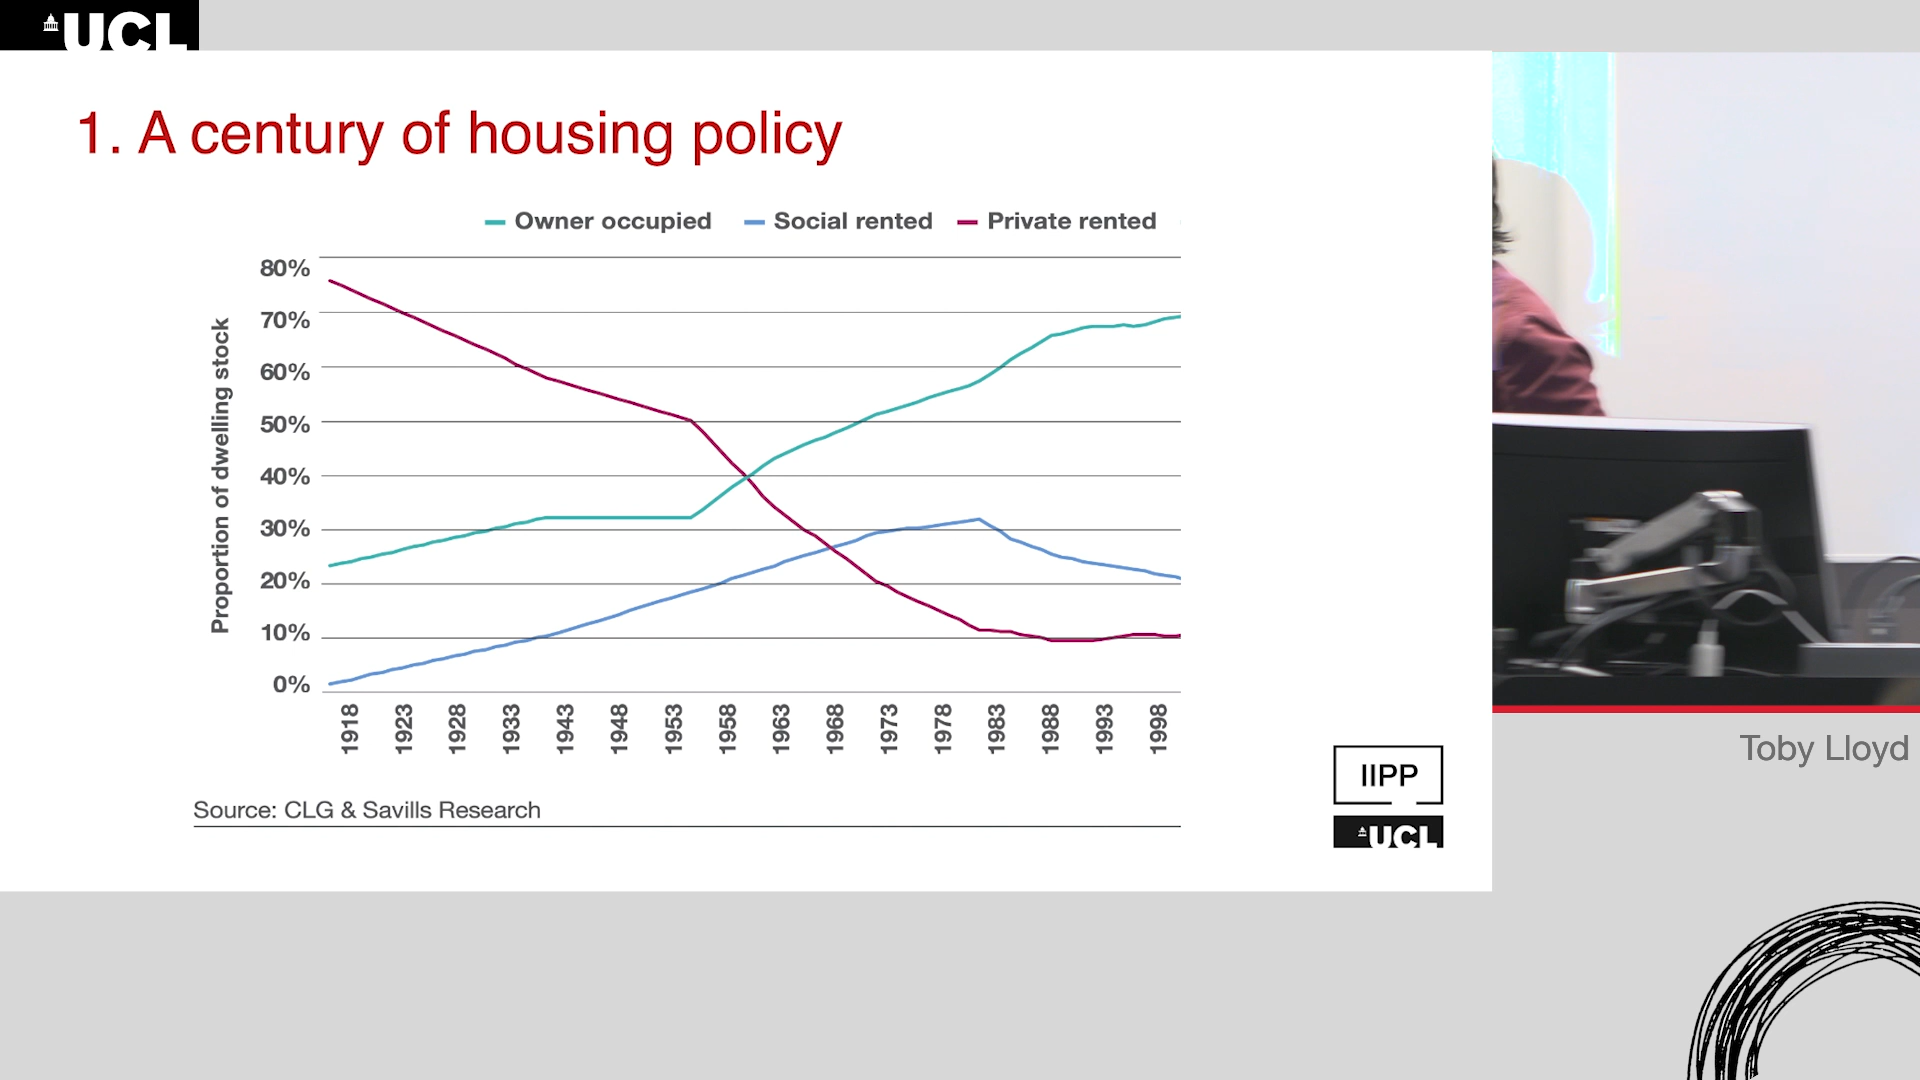 UCL
1. A century of housing policy
Owner occupied Social rented Private rented
Proportion of dwelling stock
80%
70%
60%
50%
40%
30%
20%
10%
0%
1918 1923 1928 1933 1943 1948 1953 1958 1963 1968 1973 1978 1983 1988 1993 1998
Source: CLG & Savills Research
IIPP
UCL
Toby Lloyd